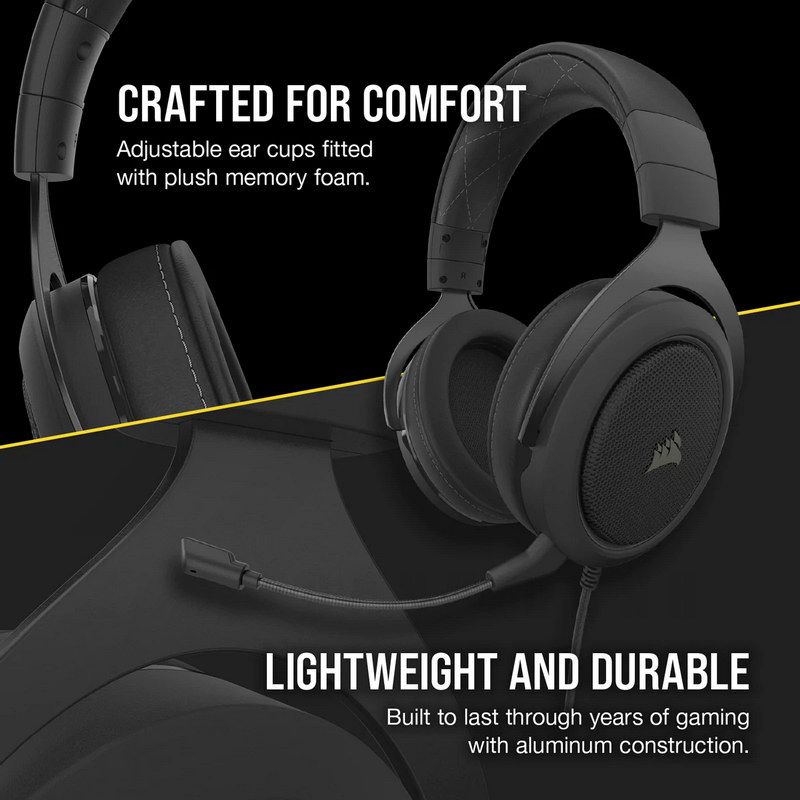 CRAFTED FOR COMFORT
Adjustable ear cups fitted
with plush memory foam.
R
LIGHTWEIGHT AND DURABLE
Built to last through years of gaming
with aluminum construction.